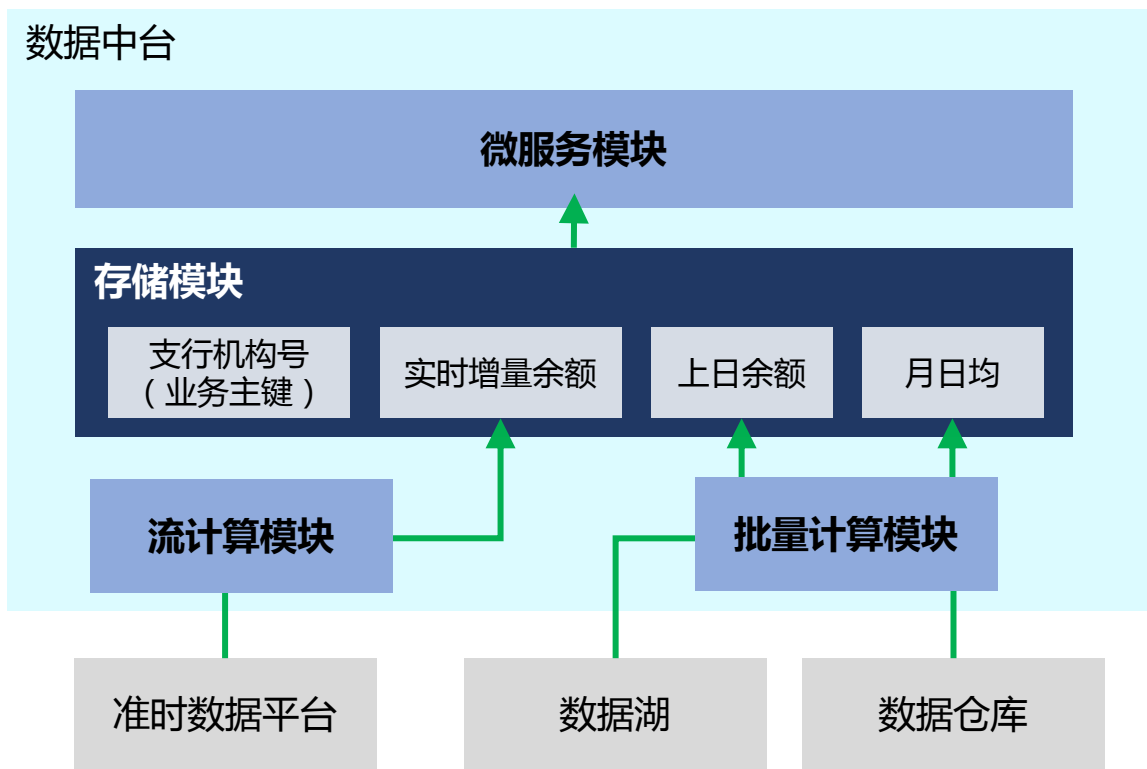 数据中台
微服务模块
存储模块
支行机构号
（业务主键）
实时增量余额
上日余额
月日均
流计算模块
批量计算模块
准时数据平台
数据湖
数据仓库